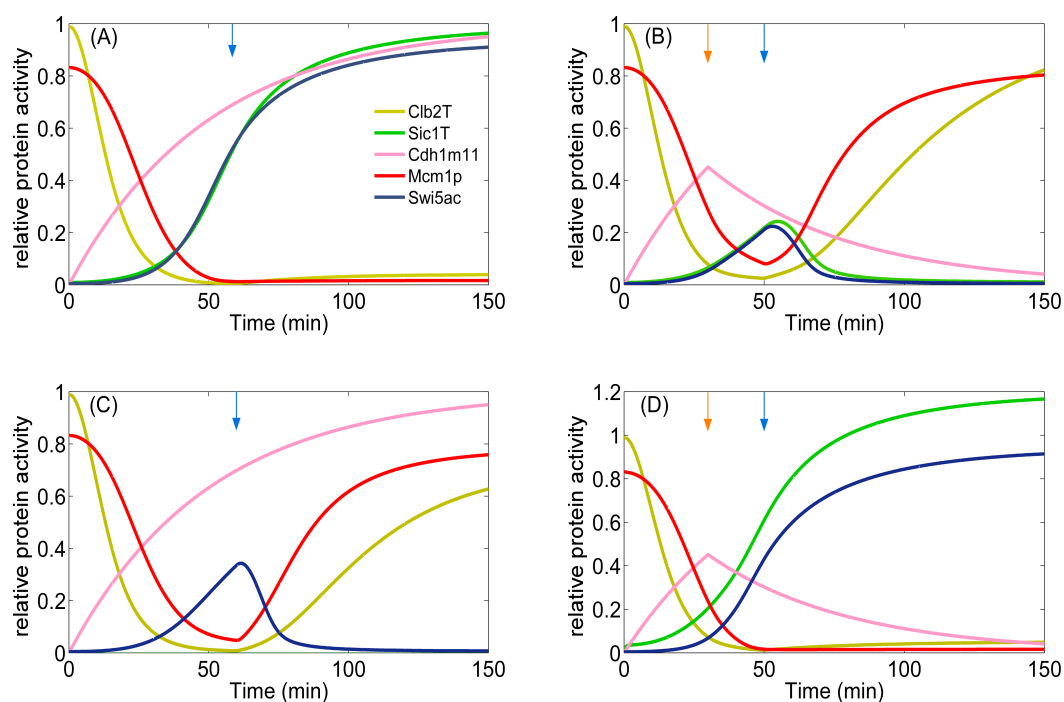 (A)
relative protein activity
1
0.8
0.6
0.4
0.2
0
0 50 100 150
Time (min)
Clb2T
Sic1T
Cdh1m11
Mcm1p
Swi5ac
(B)
relative protein activity
1
0.8
0.6
0.4
0.2
0
0 50 100 150
Time (min)
(C)
relative protein activity
1
0.8
0.6
0.4
0.2
0
0 50 100 150
Time (min)
(D)
relative protein activity
1.2
1
0.8
0.6
0.4
0.2
0
0 50 100 150
Time (min)